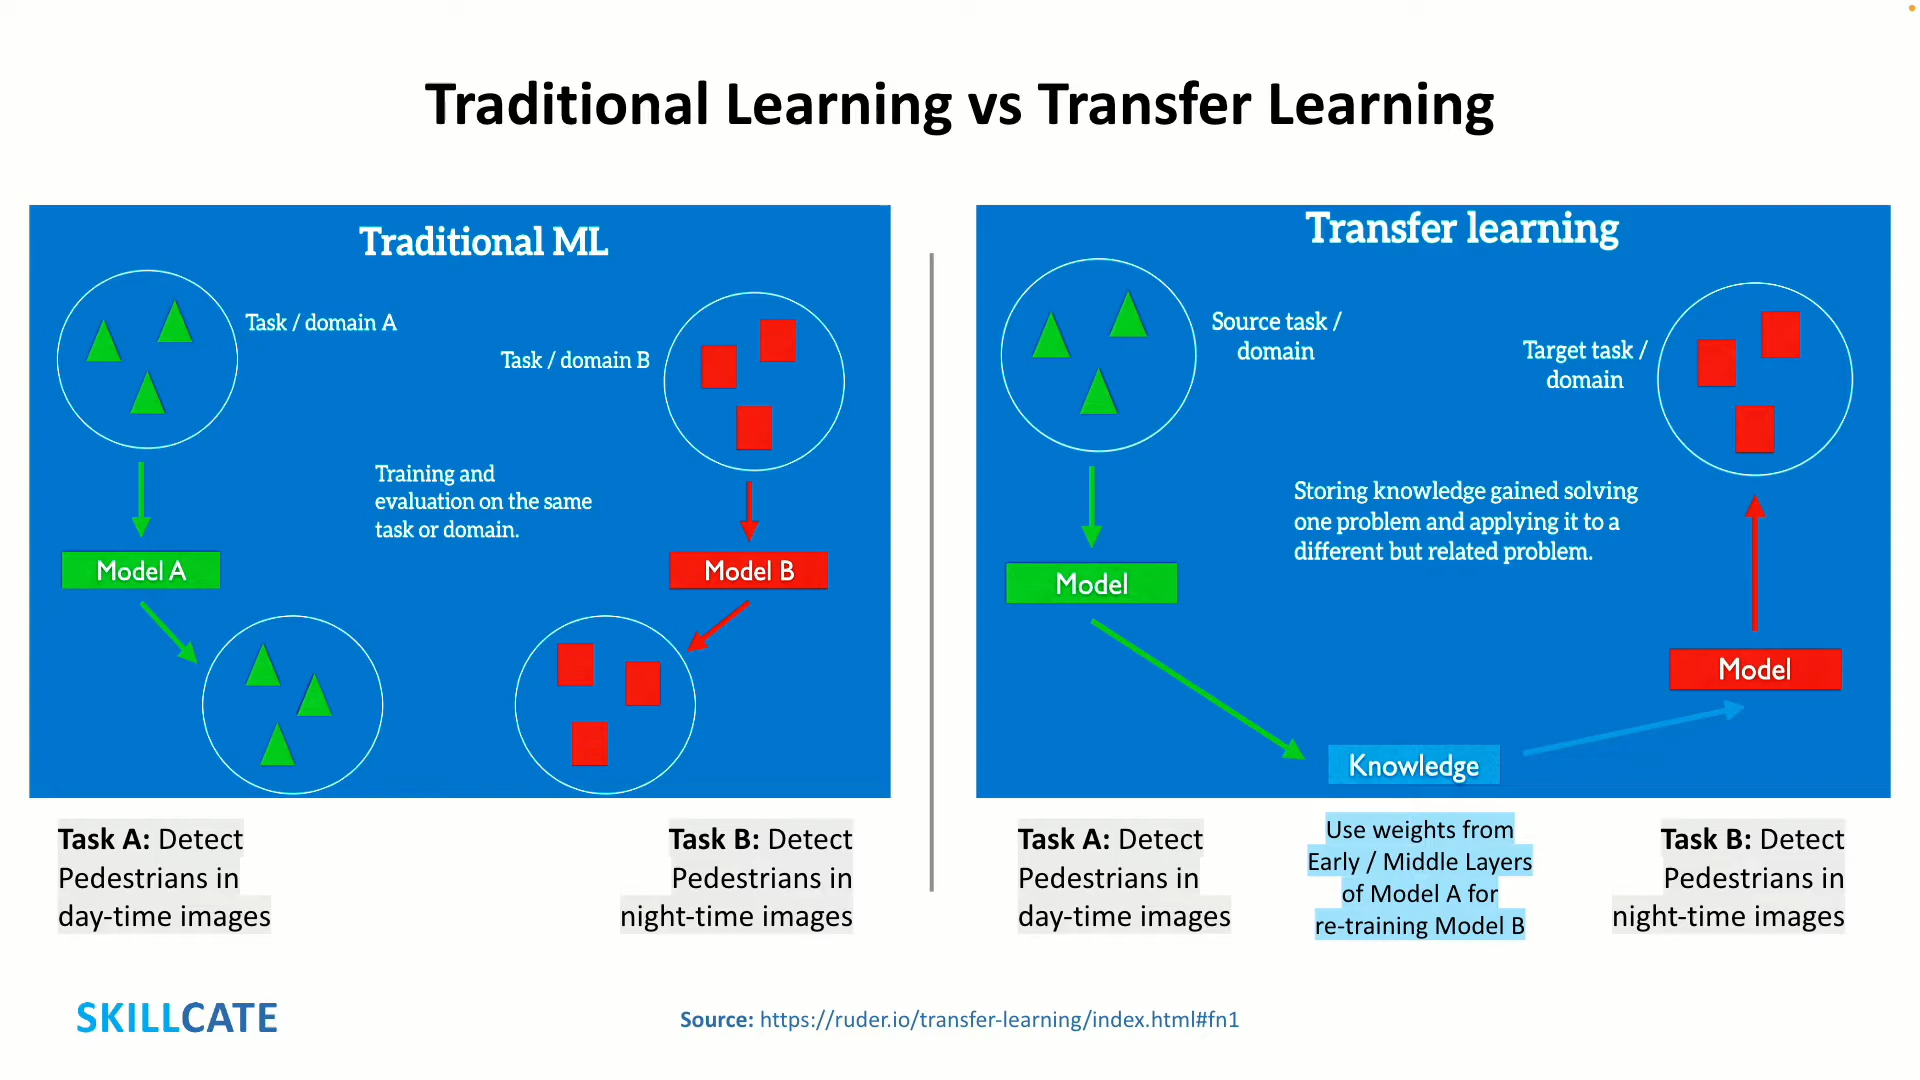 Traditional Learning vs Transfer Learning
Traditional ML
Task / domain A
Task / domain B
Training and
evaluation on the same
task or domain.
Model A
Model B
Task A: Detect
Pedestrians in
day-time images
Task B: Detect
Pedestrians in
night-time images
Transfer learning
Source task /
domain
Target task /
domain
Storing knowledge gained solving
one problem and applying it to a
different but related problem.
Model
Model
Knowledge
Task A: Detect
Pedestrians in
day-time images
Use weights from
Early / Middle Layers
of Model A for
re-training Model B
Task B: Detect
Pedestrians in
night-time images
SKILLCATE
Source: https://ruder.io/transfer-learning/index.html#fn1